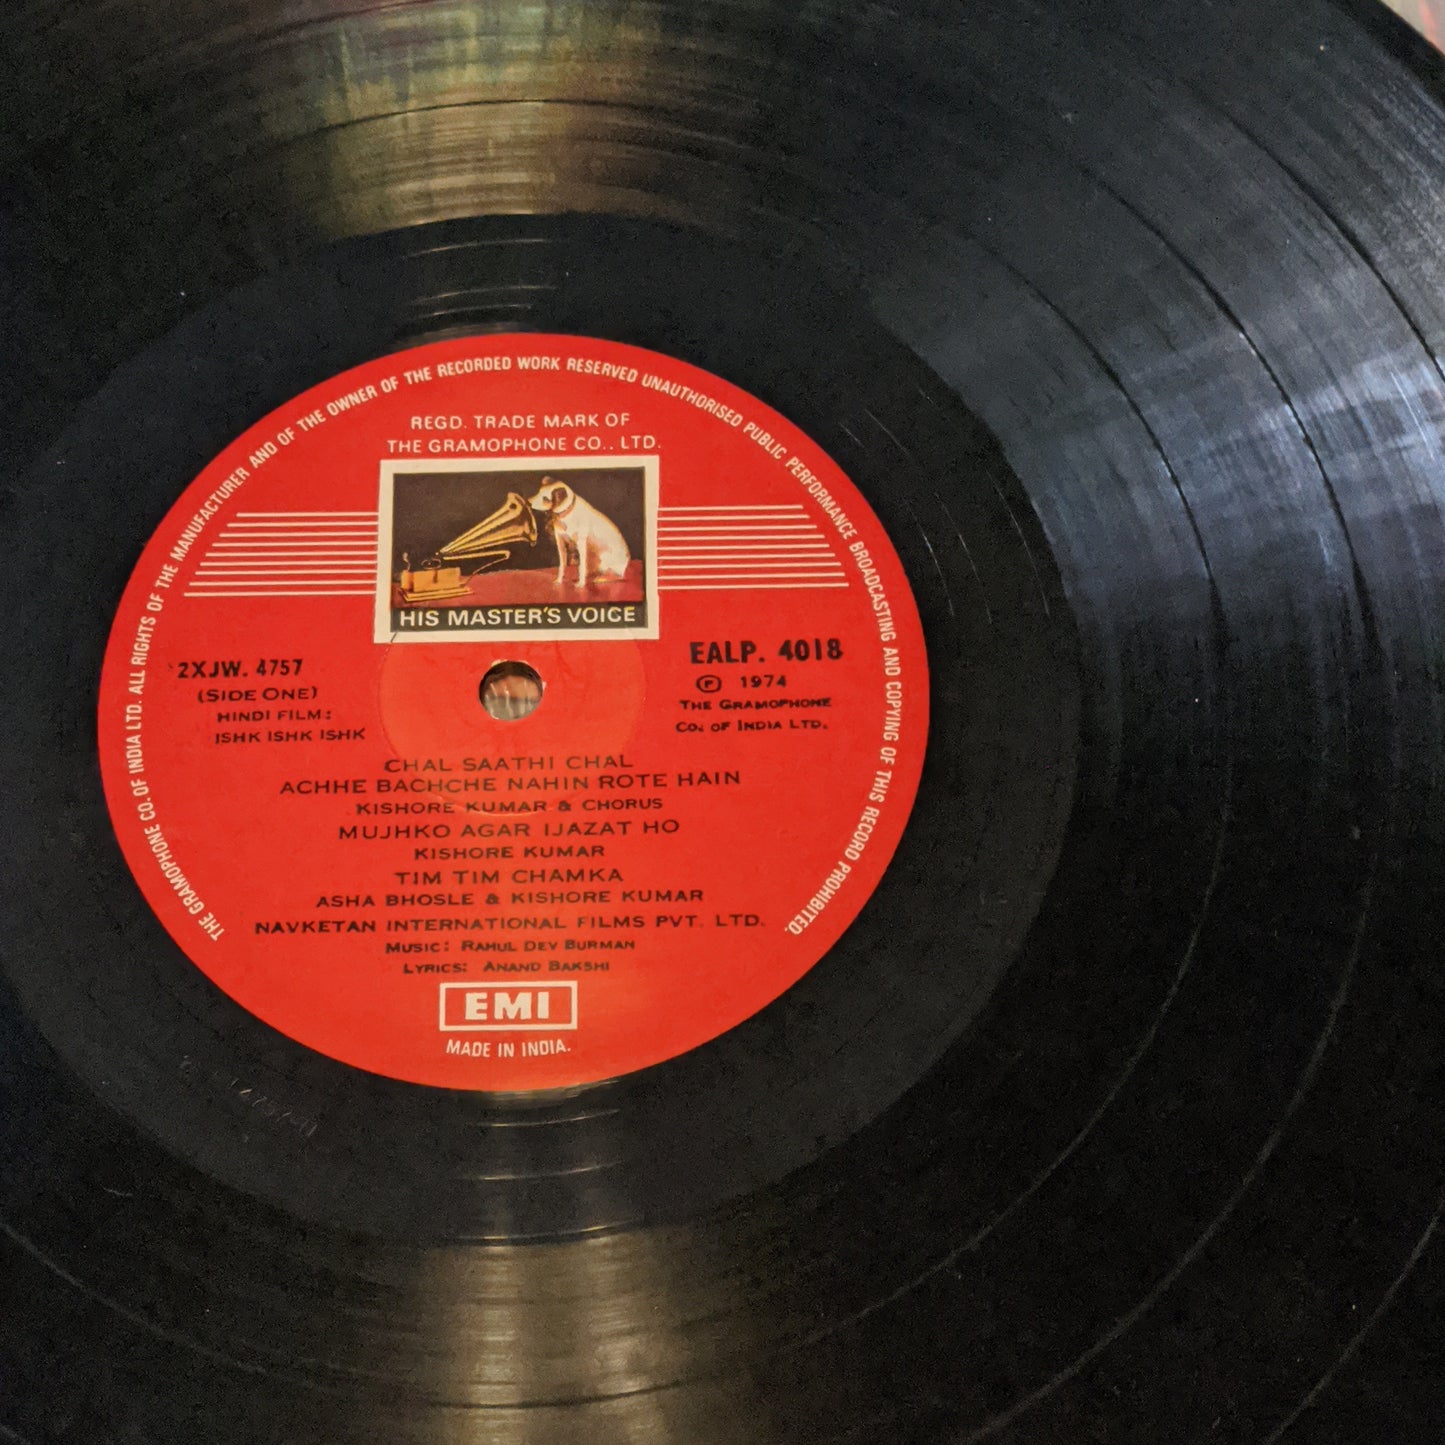 THE GRAMOPHONE CO. OF INDIA LTD. ALL RIGHTS OF THE MANUFACTURER AND OF THE OWNER OF THE RECORDED WORK RESERVED UNAUTHORISED PUBLIC PERFORMANCE BROADCASTING AND COPYING OF THIS RECORD PROHIBITED.
REGD. TRADE MARK OF
THE GRAMOPHONE CO.. LTD.
HIS MASTER'S VOICE
2XJW. 4757
(SIDE ONE)
HINDI FILM:
ISHK ISHK ISHK
EALP. 4018
℗ 1974
THE GRAMOPHONE
CO. OF INDIA LTD.
CHAL SAATHI CHAL
ACHHE BACHCHE NAHIN ROTE HAIN
KISHORE KUMAR & CHORUS
MUJHKO AGAR IJAZAT HO
KISHORE KUMAR
TIM TIM CHAMKA
ASHA BHOSLE & KISHORE KUMAR
NAVKETAN INTERNATIONAL FILMS PVT. LTD.
MUSIC: RAHUL DEV BURMAN
LYRICS: ANAND BAKSHI
EMI
MADE IN INDIA.